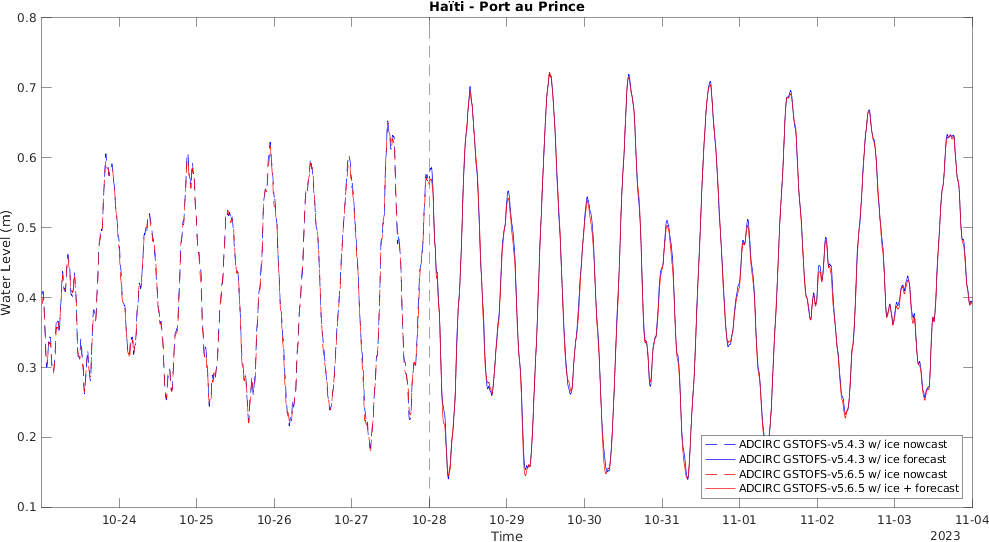 Haïti - Port au Prince
0.8
0.7
0.6
0.5
0.4
0.3
0.2
0.1
Water Level (m)
ADCIRC GSTOFS-v5.4.3 w/ ice nowcast
ADCIRC GSTOFS-v5.4.3 w/ ice forecast
ADCIRC GSTOFS-v5.6.5 w/ ice nowcast
ADCIRC GSTOFS-v5.6.5 w/ ice + forecast
10-24 10-25 10-26 10-27 10-28 10-29 10-30 10-31 11-01 11-02 11-03 11-04
Time
2023